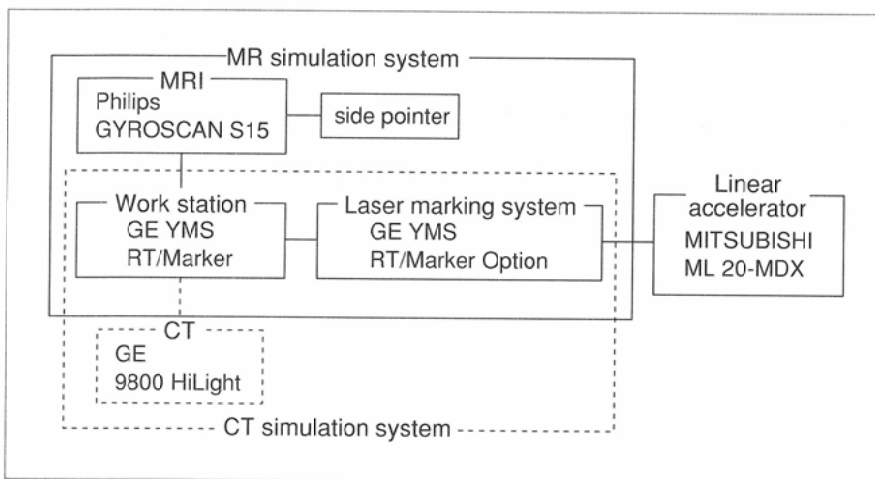 MR simulation system
MRI
Philips
GYROSCAN S15
side pointer
Work station
GE YMS
RT/Marker
Laser marking system
GE YMS
RT/Marker Option
Linear
accelerator
MITSUBISHI
ML 20-MDX
CT
GE
9800 HiLight
CT simulation system